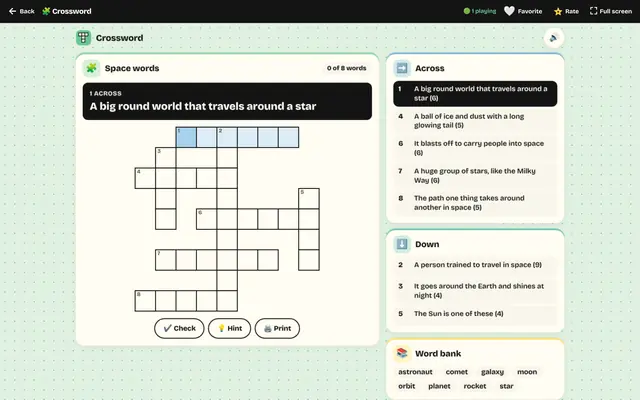 Back
Crossword
1 playing
Favorite
Rate
Full screen
Crossword
Space words
0 of 8 words
1 ACROSS
A big round world that travels around a star
1
2
3
4
5
6
7
8
Check
Hint
Print
Across
1 A big round world that travels around a
star (6)
4 A ball of ice and dust with a long
glowing tail (5)
6 It blasts off to carry people into space
(6)
7 A huge group of stars, like the Milky
Way (6)
8 The path one thing takes around
another in space (5)
Down
2 A person trained to travel in space (9)
3 It goes around the Earth and shines at
night (4)
5 The Sun is one of these (4)
Word bank
astronaut comet galaxy moon
orbit planet rocket star